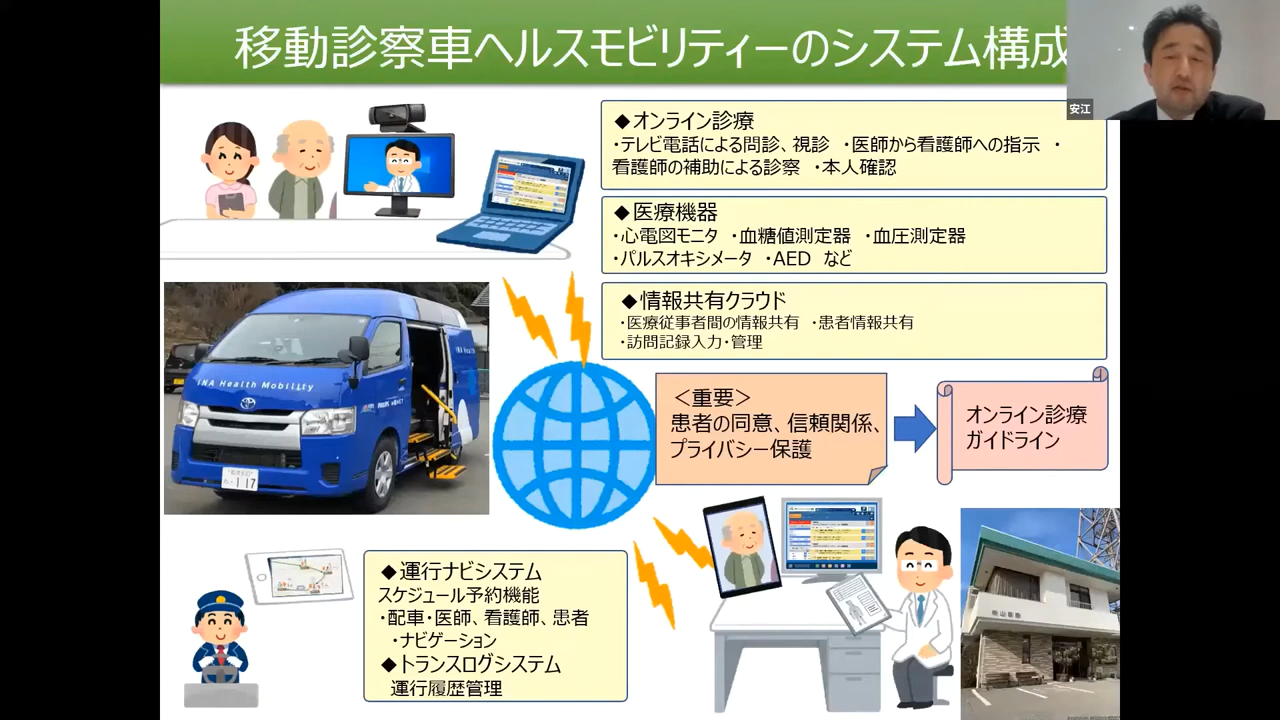 移動診察車ヘルスモビリティーのシステム構成
安江
◆オンライン診療
・テレビ電話による問診、視診 ・医師から看護師への指示 ・
看護師の補助による診察 ・本人確認
◆医療機器
・心電図モニタ ・血糖値測定器 ・血圧測定器
・パルスオキシメータ ・AED など
◆情報共有クラウド
・医療従事者間の情報共有 ・患者情報共有
・訪問記録入力・管理
INA Health Mobility
INA Health
・117
＜重要＞
患者の同意、信頼関係、
プライバシー保護
オンライン診療
ガイドライン
◆運行ナビシステム
スケジュール予約機能
・配車・医師、看護師、患者
・ナビゲーション
◆トランスログシステム
運行履歴管理